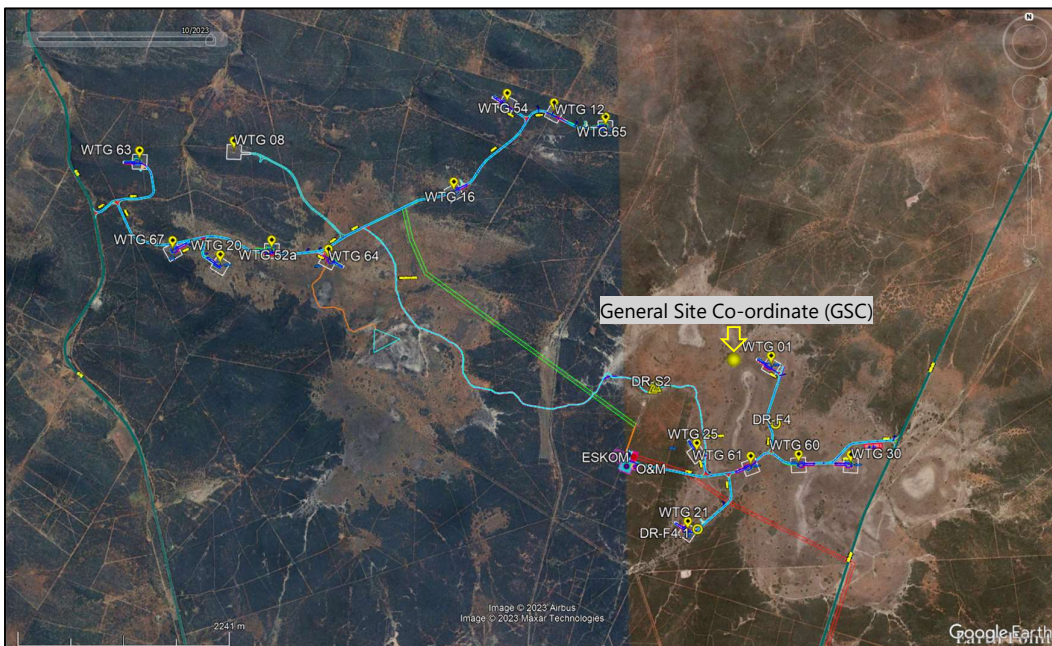 10/2023
N
WTG 54
WTG 12
WTG 65
WTG 08
WTG 63
WTG 16
WTG 67
WTG 20
WTG 52a
WTG 64
General Site Co-ordinate (GSC)
WTG 01
DR-S2
DR-F4
WTG 25
WTG 61
WTG 60
WTG 30
ESKOM
O&M
WTG 21
DR-F4.1
Image © 2023 Airbus
Image © 2023 Maxar Technologies
2241 m
Google Earth